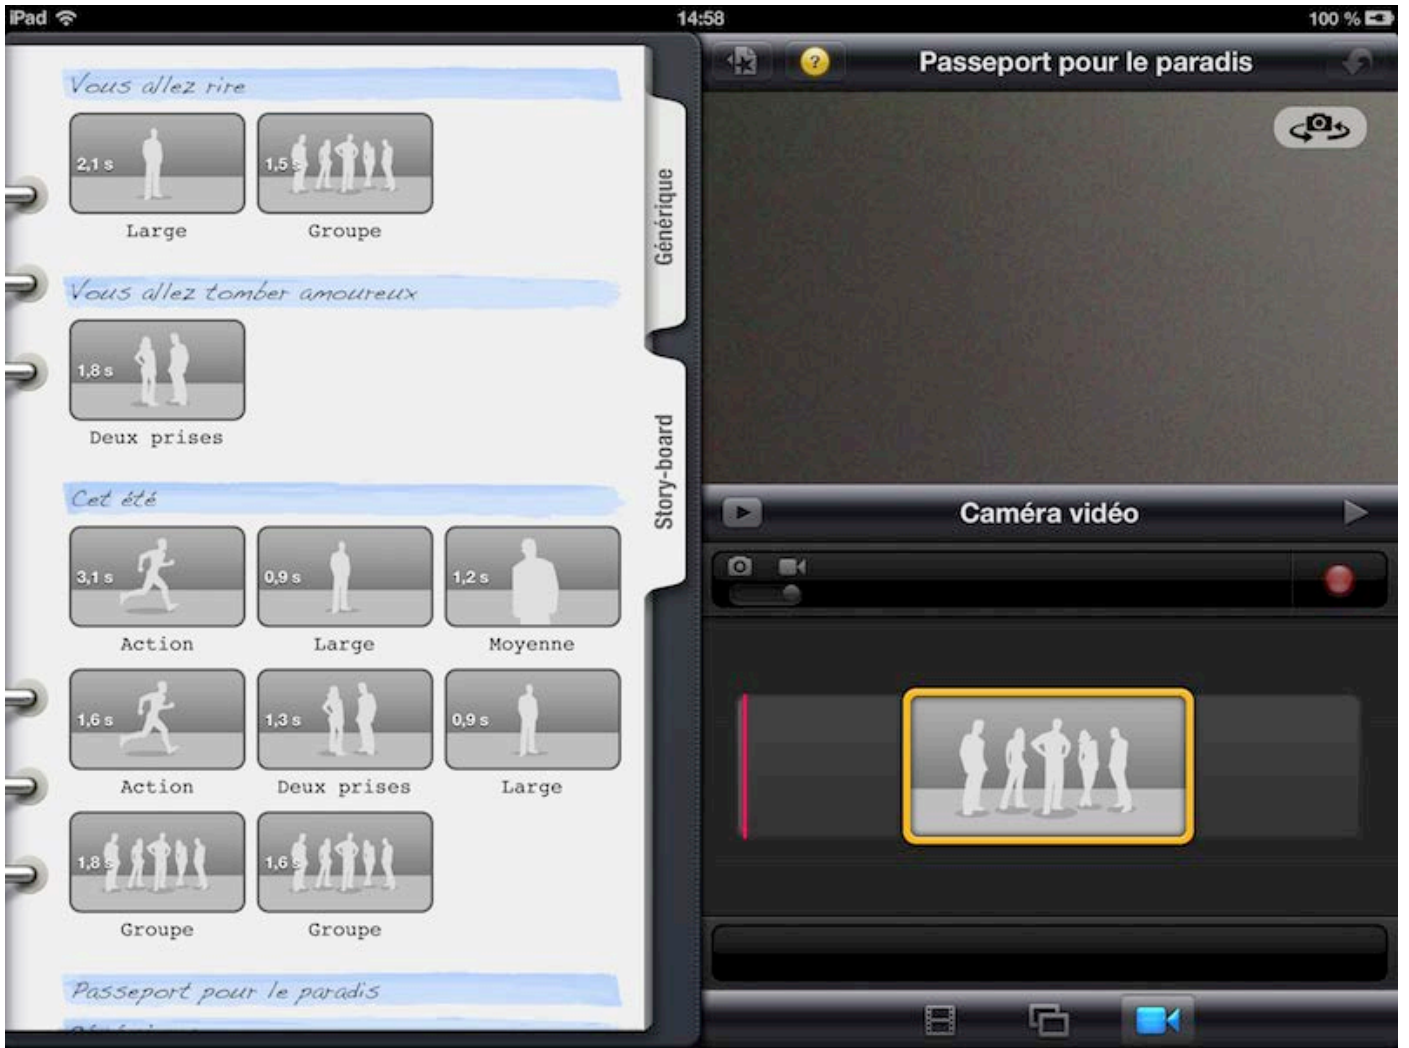 iPad 14:58 100 %
Vous allez rire
2,1 s 1,5 s
Large Groupe
Vous allez tomber amoureux
1,8 s
Deux prises
Cet été
3,1 s 0,9 s 1,2 s
Action Large Moyenne
1,6 s 1,3 s 0,9 s
Action Deux prises Large
1,8 s 1,6 s
Groupe Groupe
Passeport pour le paradis
Générique
Story-board
? Passeport pour le paradis
Caméra vidéo